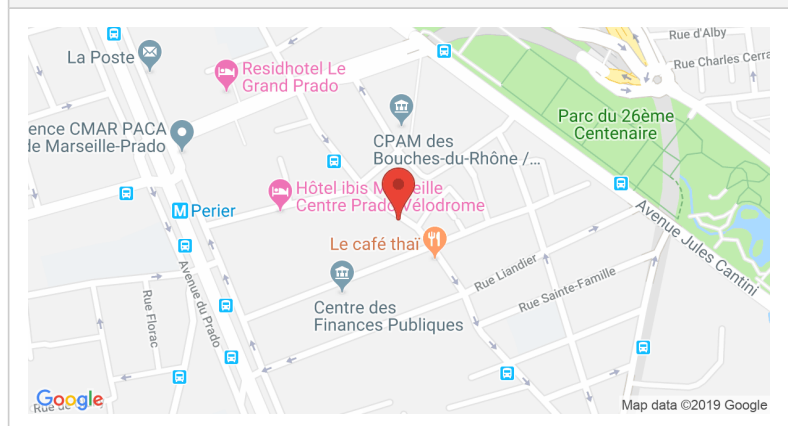 Rue d'Alby
La Poste
Rue Charles Cerra
Residhotel Le
Grand Prado
Parc du 26ème
Centenaire
ence CMAR PACA
de Marseille-Prado
CPAM des
Bouches-du-Rhône /...
Hôtel ibis M eille
Centre Prado Vélodrome
M Perier
Avenue Jules Cantini
Le café thaï
Avenue du Prado
Rue Florac
Rue Liandier
Rue Sainte-Famille
Centre des
Finances Publiques
Google
Rue de
Map data ©2019 Google